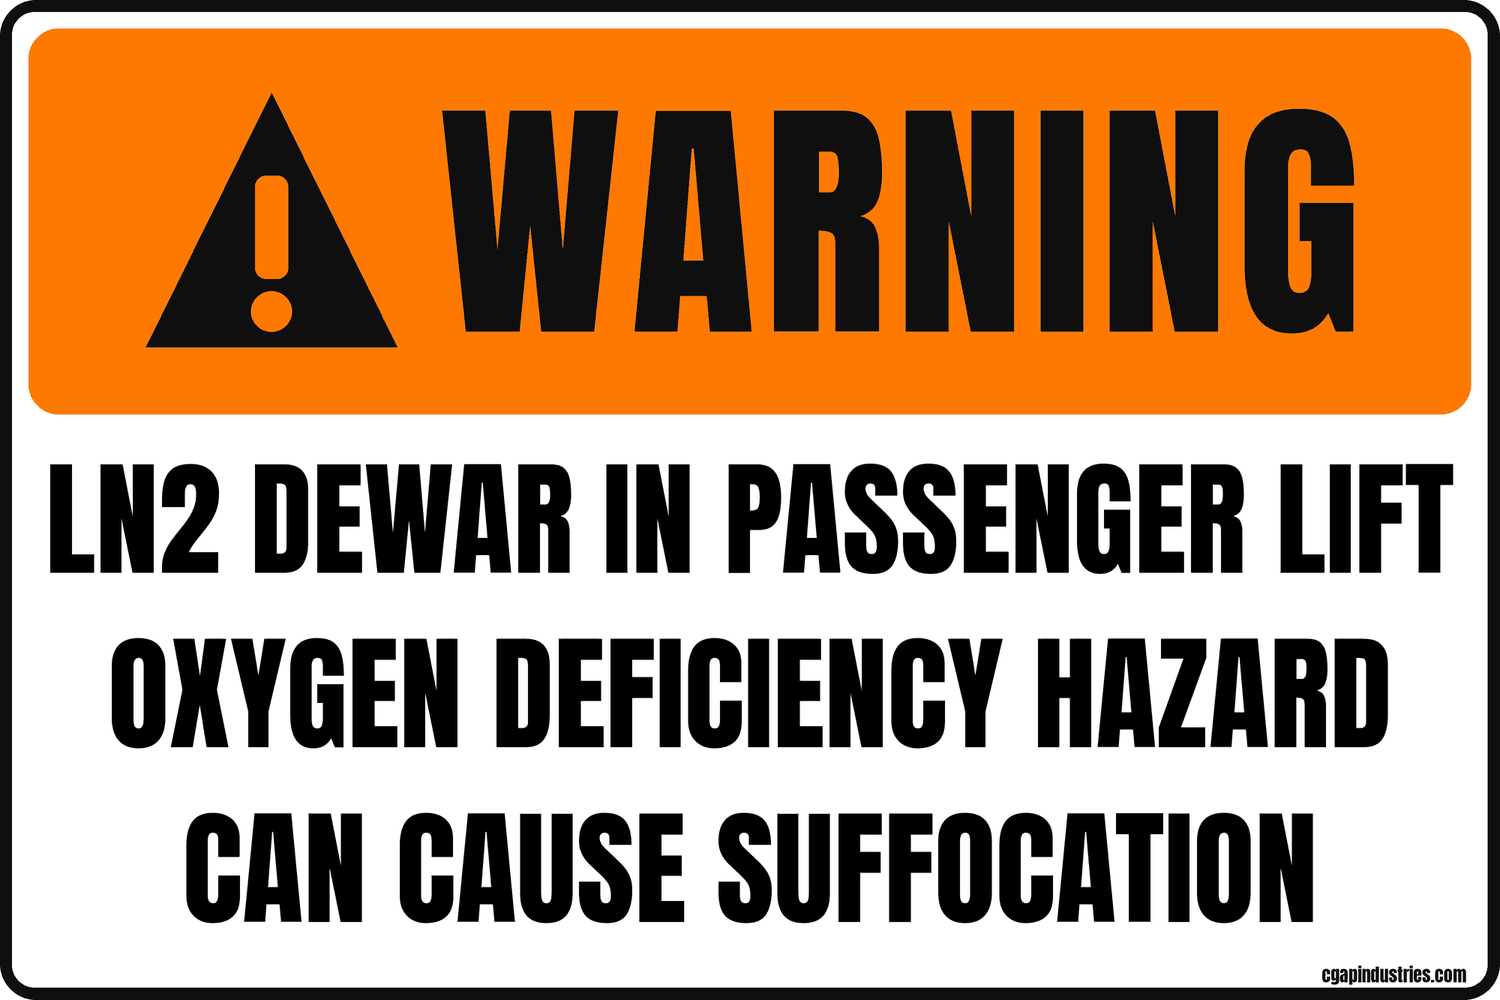 WARNING
LN2 DEWAR IN PASSENGER LIFT
OXYGEN DEFICIENCY HAZARD
CAN CAUSE SUFFOCATION
cgapindustries.com